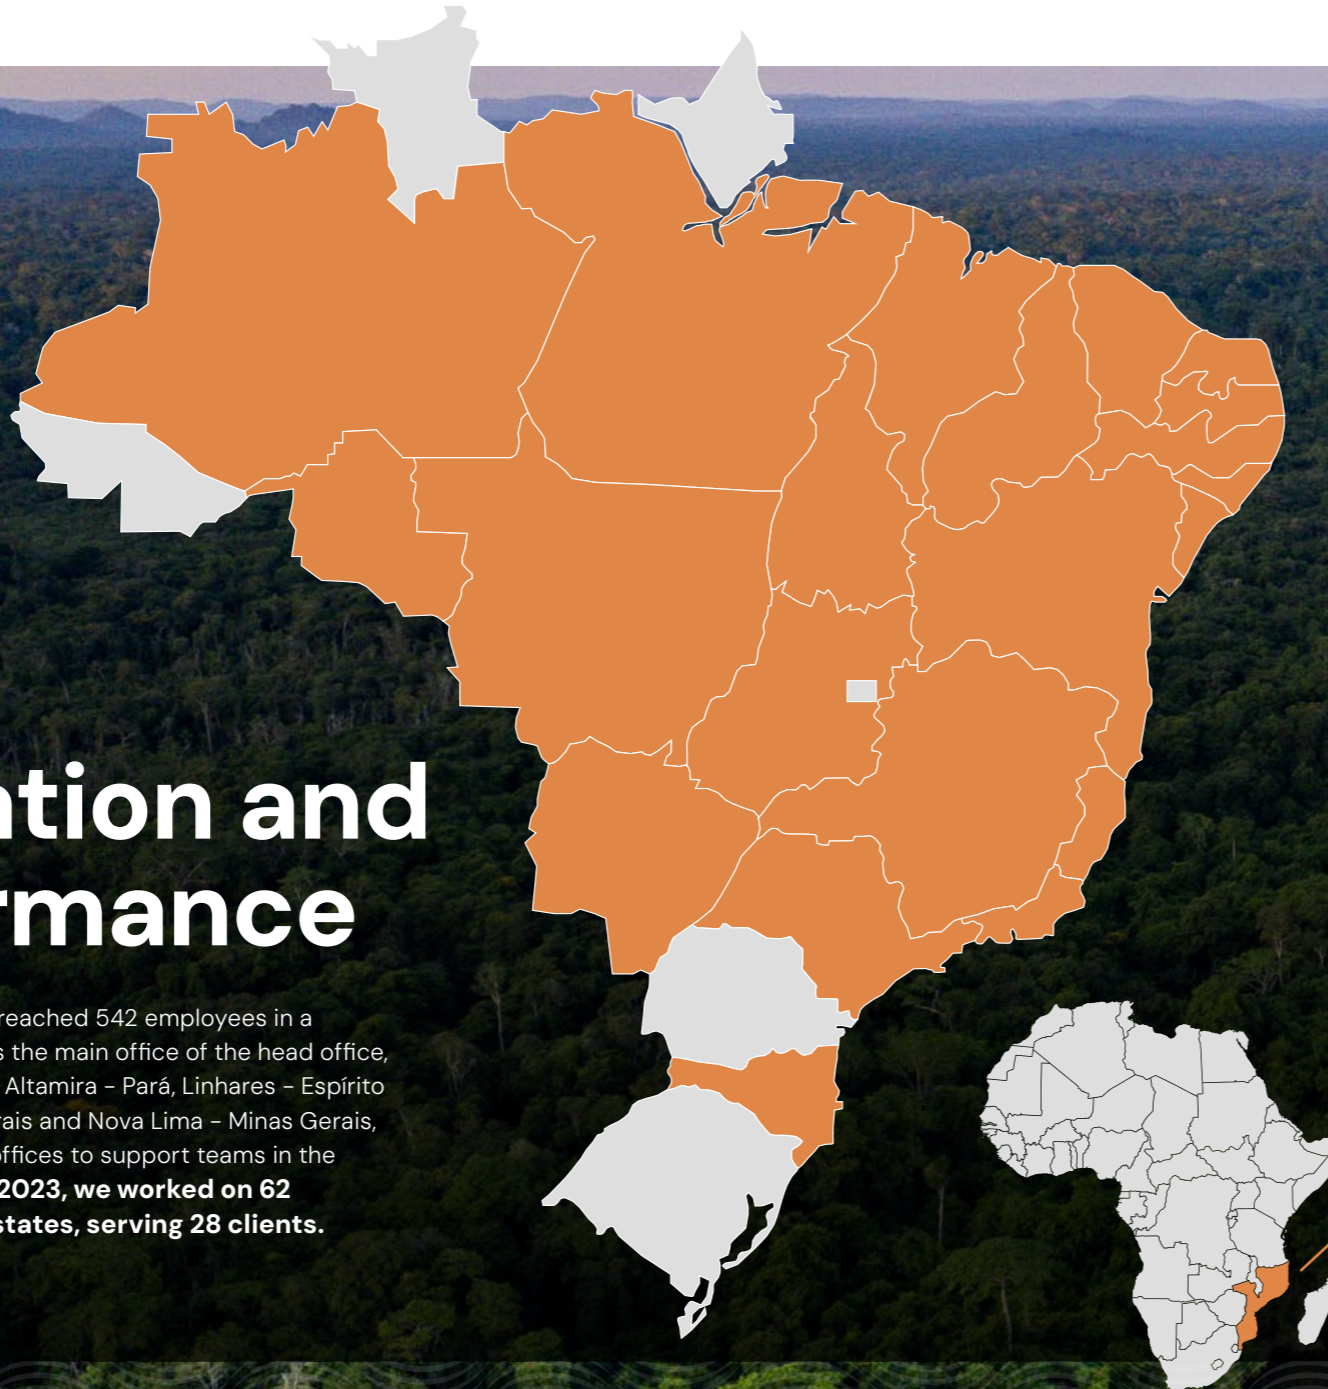 ation and
rmance
reached 542 employees in a
s the main office of the head office,
Altamira - Pará, Linhares - Espírito
rais and Nova Lima - Minas Gerais,
offices to support teams in the
2023, we worked on 62
states, serving 28 clients.